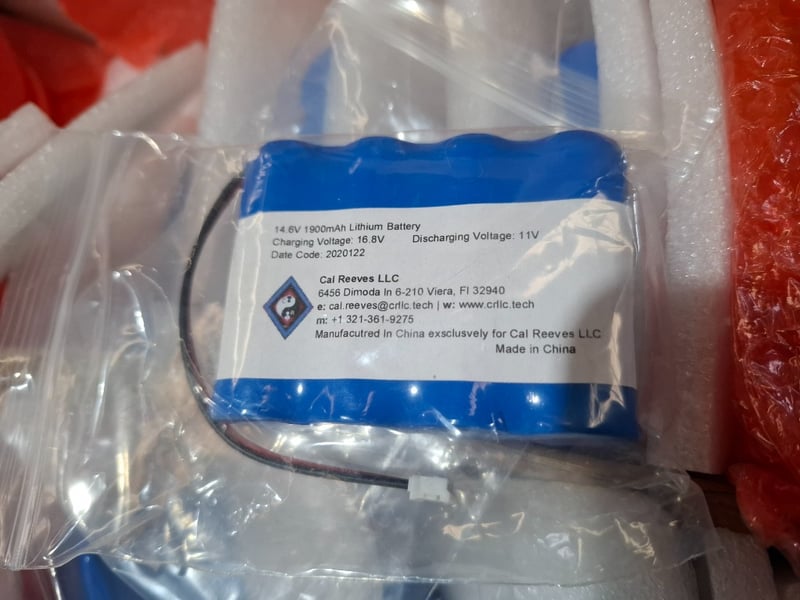 14.6V 1900mAh Lithium Battery
Charging Voltage: 16.8V Discharging Voltage: 11V
Date Code: 2020122
Cal Reeves LLC
6456 Dimoda ln 6-210 Viera, Fl 32940
e: cal.reeves@crllc.tech | w: www.crllc.tech
m: +1 321-361-9275
Manufacutred In China exsclusively for Cal Reeves LLC
Made in China